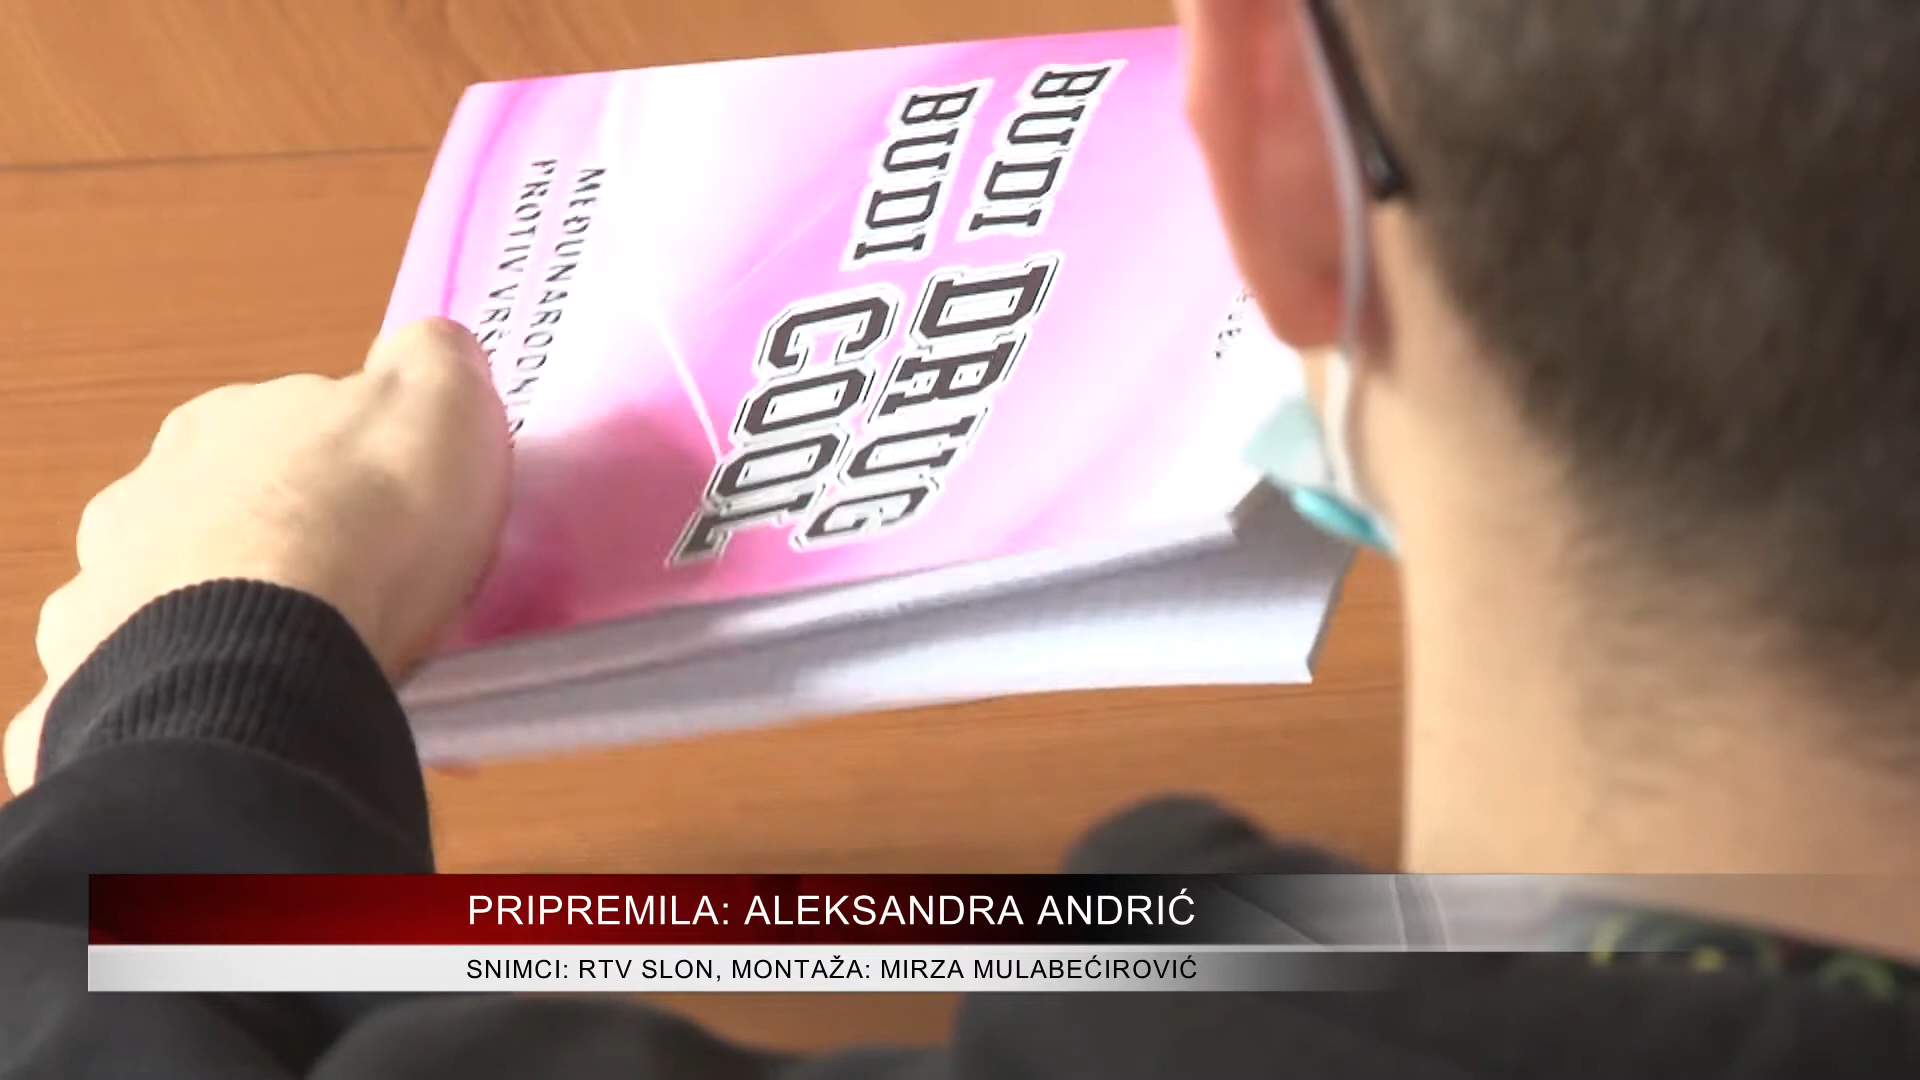 BUDI DRUG
BUDI COOL
MEĐUNARODNI
PROTIV
PRIPREMILA: ALEKSANDRA ANDRIĆ
SNIMCI: RTV SLON, MONTAŽA: MIRZA MULABEĆIROVIĆ